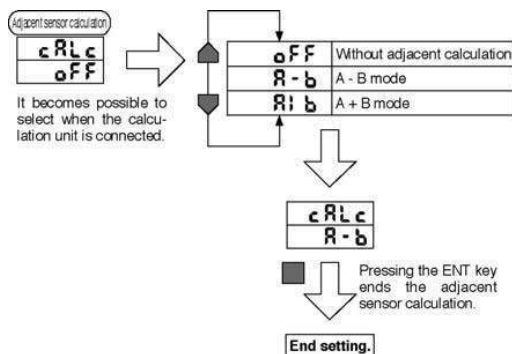 Adjacent sensor calculation
cALc
oFF
It becomes possible to
select when the calcu-
lation unit is connected.
oFF Without adjacent calculation
A-b A - B mode
A1b A + B mode
cALc
A-b
Pressing the ENT key
ends the adjacent
sensor calculation.
End setting.